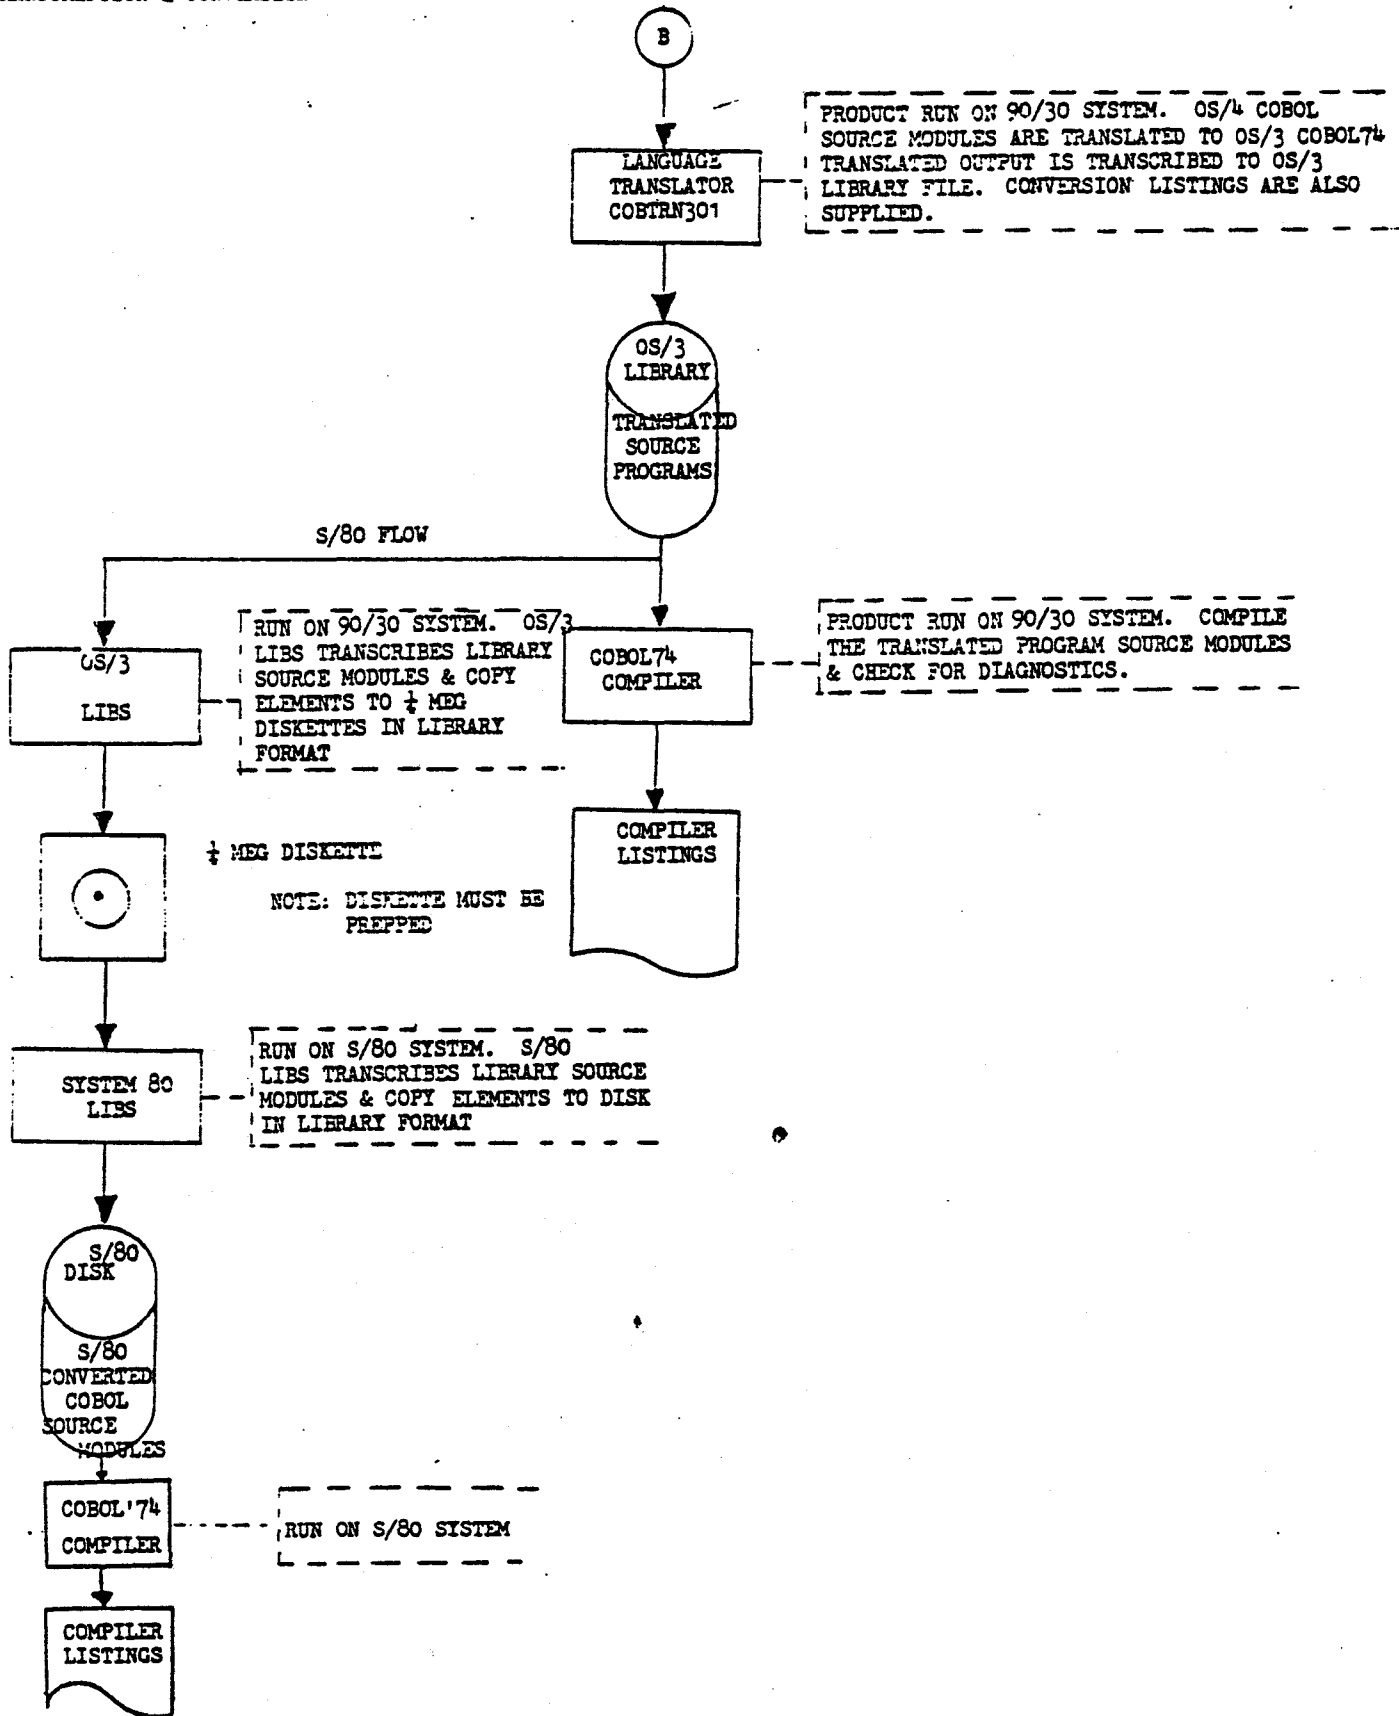 B
LANGUAGE
TRANSLATOR
COBTRN301
PRODUCT RUN ON 90/30 SYSTEM. OS/4 COBOL
SOURCE MODULES ARE TRANSLATED TO OS/3 COBOL74
TRANSLATED OUTPUT IS TRANSCRIBED TO OS/3
LIBRARY FILE. CONVERSION LISTINGS ARE ALSO
SUPPLIED.
OS/3
LIBRARY
TRANSLATED
SOURCE
PROGRAMS
S/80 FLOW
OS/3
LIBS
RUN ON 90/30 SYSTEM. OS/3
LIBS TRANSCRIBES LIBRARY
SOURCE MODULES & COPY
ELEMENTS TO ¼ MEG
DISKETTES IN LIBRARY
FORMAT
COBOL74
COMPILER
PRODUCT RUN ON 90/30 SYSTEM. COMPILE
THE TRANSLATED PROGRAM SOURCE MODULES
& CHECK FOR DIAGNOSTICS.
¼ MEG DISKETTE
NOTE: DISKETTE MUST BE
PREPPED
COMPILER
LISTINGS
SYSTEM 80
LIBS
RUN ON S/80 SYSTEM. S/80
LIBS TRANSCRIBES LIBRARY SOURCE
MODULES & COPY ELEMENTS TO DISK
IN LIBRARY FORMAT
S/80
DISK
S/80
CONVERTED
COBOL
SOURCE
MODULES
COBOL'74
COMPILER
RUN ON S/80 SYSTEM
COMPILER
LISTINGS